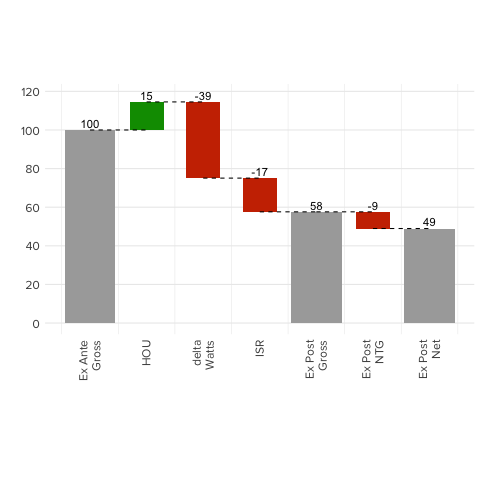 120
100
80
60
40
20
0
100
15
-39
-17
58
-9
49
Ex Ante
Gross
HOU
delta
Watts
ISR
Ex Post
Gross
Ex Post
NTG
Ex Post
Net